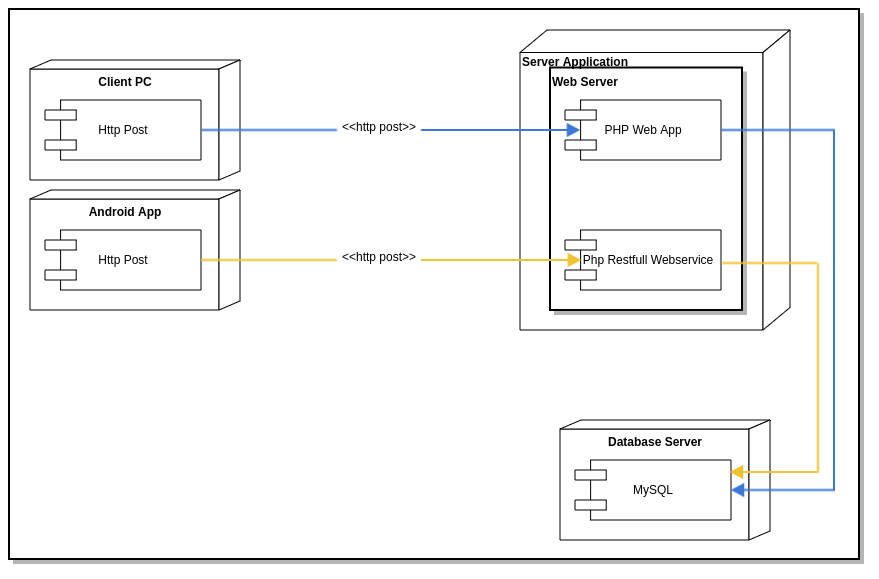 Client PC
Http Post
<<http post>>
Server Application
Web Server
PHP Web App
Android App
Http Post
<<http post>>
Php Restfull Webservice
Database Server
MySQL